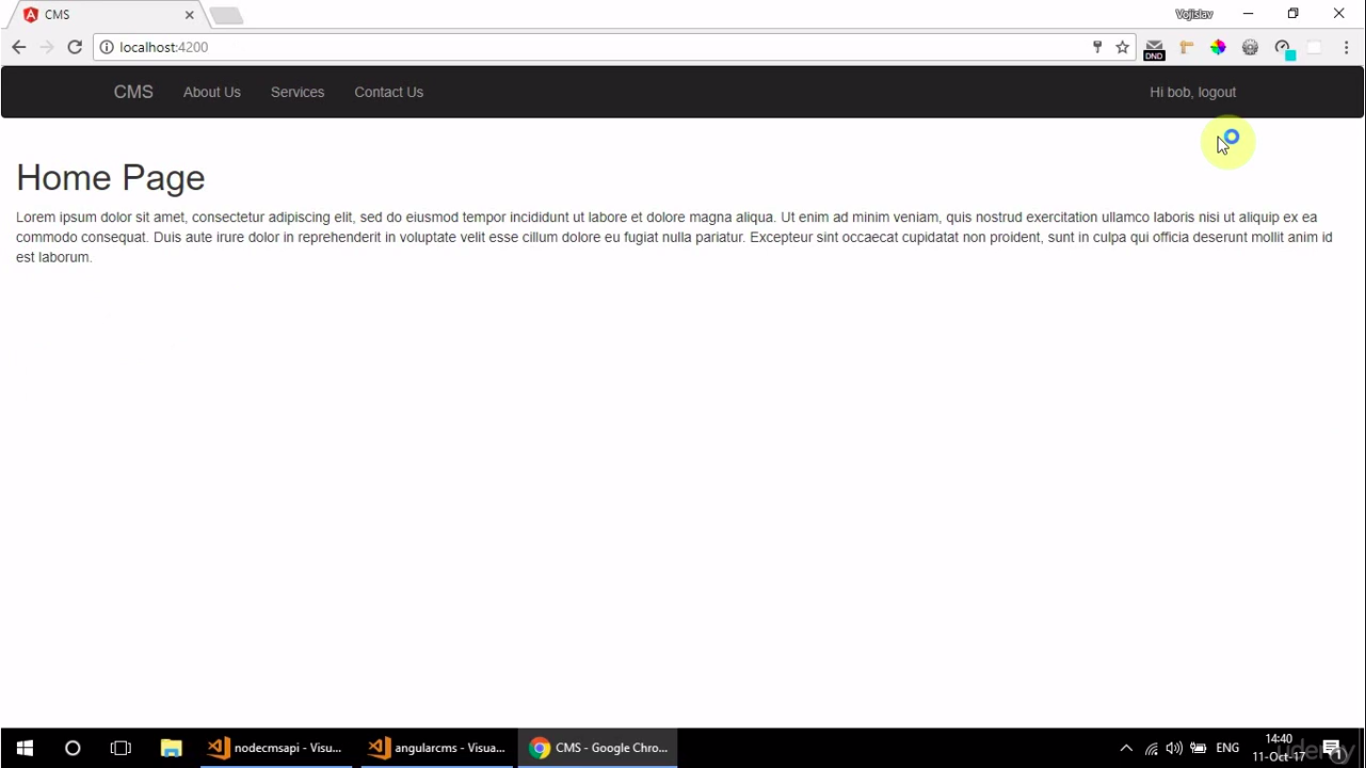 CMS
Vojislav
localhost:4200
DND
CMS About Us Services Contact Us Hi bob, logout
Home Page
Lorem ipsum dolor sit amet, consectetur adipiscing elit, sed do eiusmod tempor incididunt ut labore et dolore magna aliqua. Ut enim ad minim veniam, quis nostrud exercitation ullamco laboris nisi ut aliquip ex ea
commodo consequat. Duis aute irure dolor in reprehenderit in voluptate velit esse cillum dolore eu fugiat nulla pariatur. Excepteur sint occaecat cupidatat non proident, sunt in culpa qui officia deserunt mollit anim id
est laborum.
nodecmsapi - Visu... angularcms - Visua... CMS - Google Chro... ENG
14:40
11-Oct-17
udemy
1